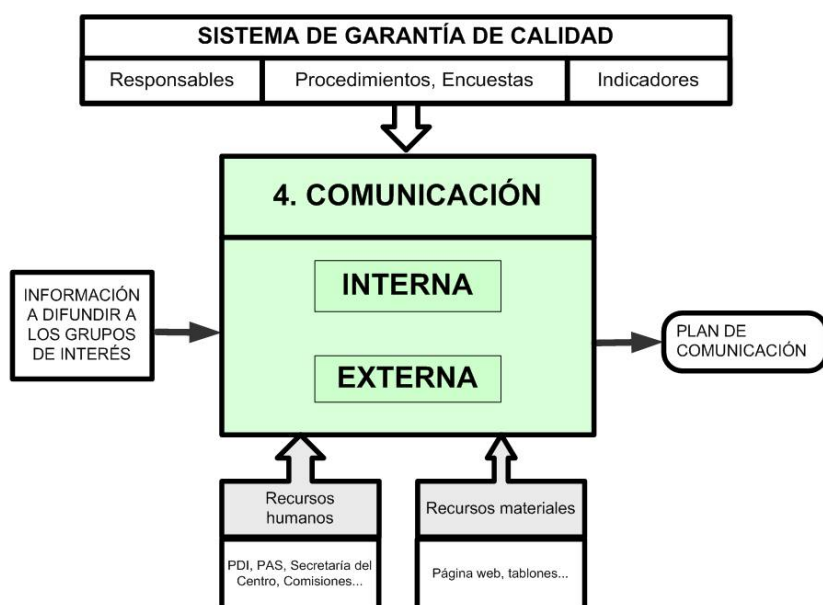 SISTEMA DE GARANTÍA DE CALIDAD
Responsables
Procedimientos, Encuestas
Indicadores
4. COMUNICACIÓN
INTERNA
EXTERNA
INFORMACIÓN
A DIFUNDIR A
LOS GRUPOS
DE INTERÉS
PLAN DE
COMUNICACIÓN
Recursos
humanos
PDI, PAS, Secretaría del
Centro, Comisiones...
Recursos materiales
Página web, tablones...